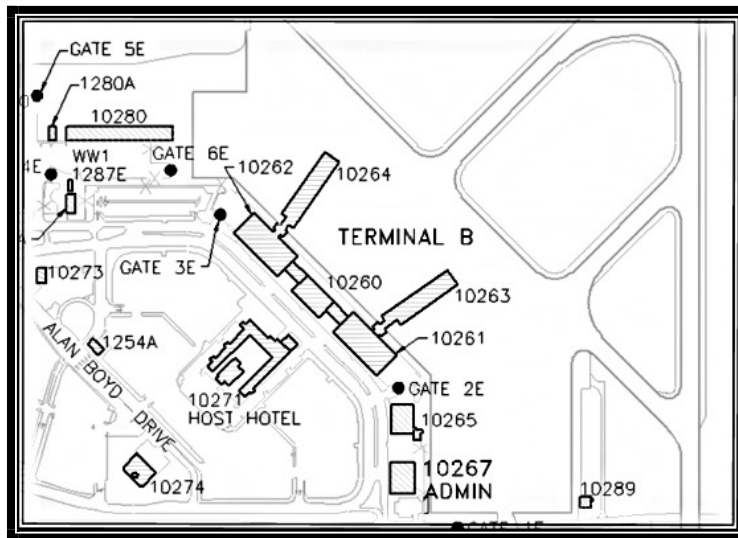 GATE 5E
1280A
10280
WW1
1287E
GATE 6E
10262
10264
TERMINAL B
GATE 3E
10273
10260
10263
10261
1254A
ALAN BOYD DRIVE
10271
HOST HOTEL
GATE 2E
10265
10267
ADMIN
10274
10289